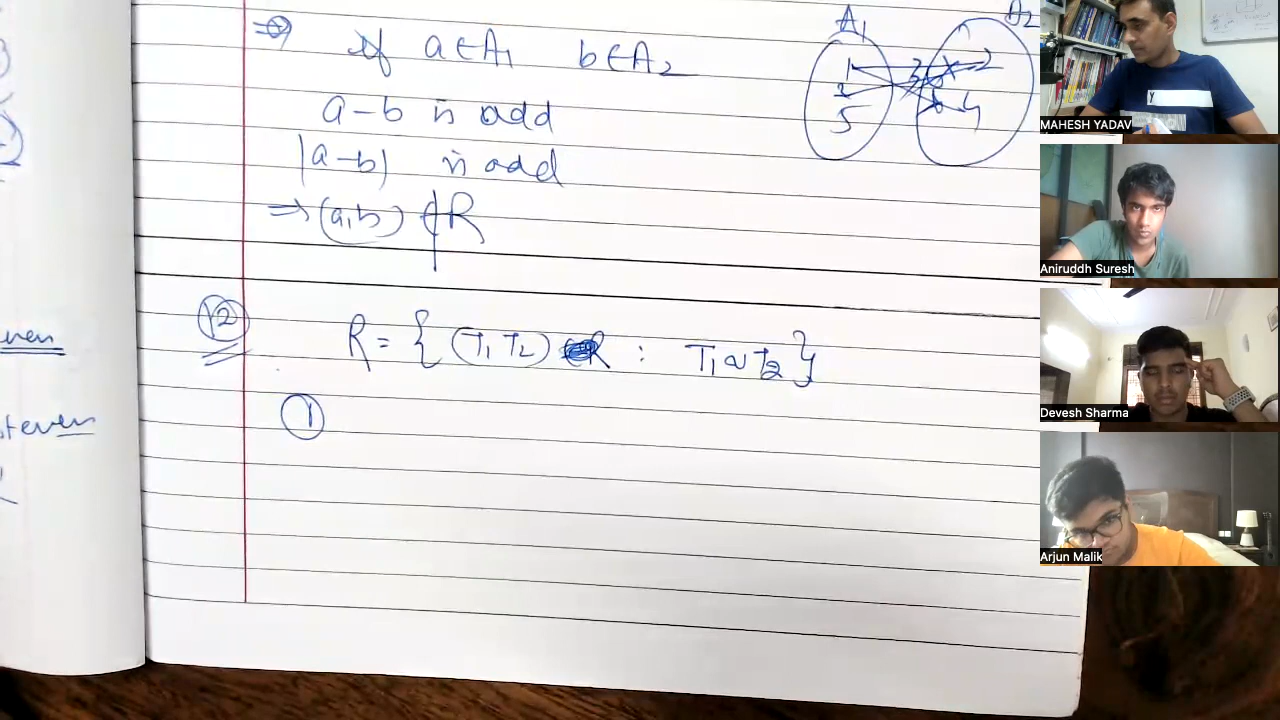 ⇒ if a∈A₁ b∈A₂
a-b is odd
|a-b| is odd
⇒ (a,b) ∉ R
A₁ A₂
1 2
3
5 4
(12) R = { (T₁ T₂) R : T₁ ~ T₂ }
(1)
even
MAHESH YADAV
Aniruddh Suresh
Devesh Sharma
Arjun Malik